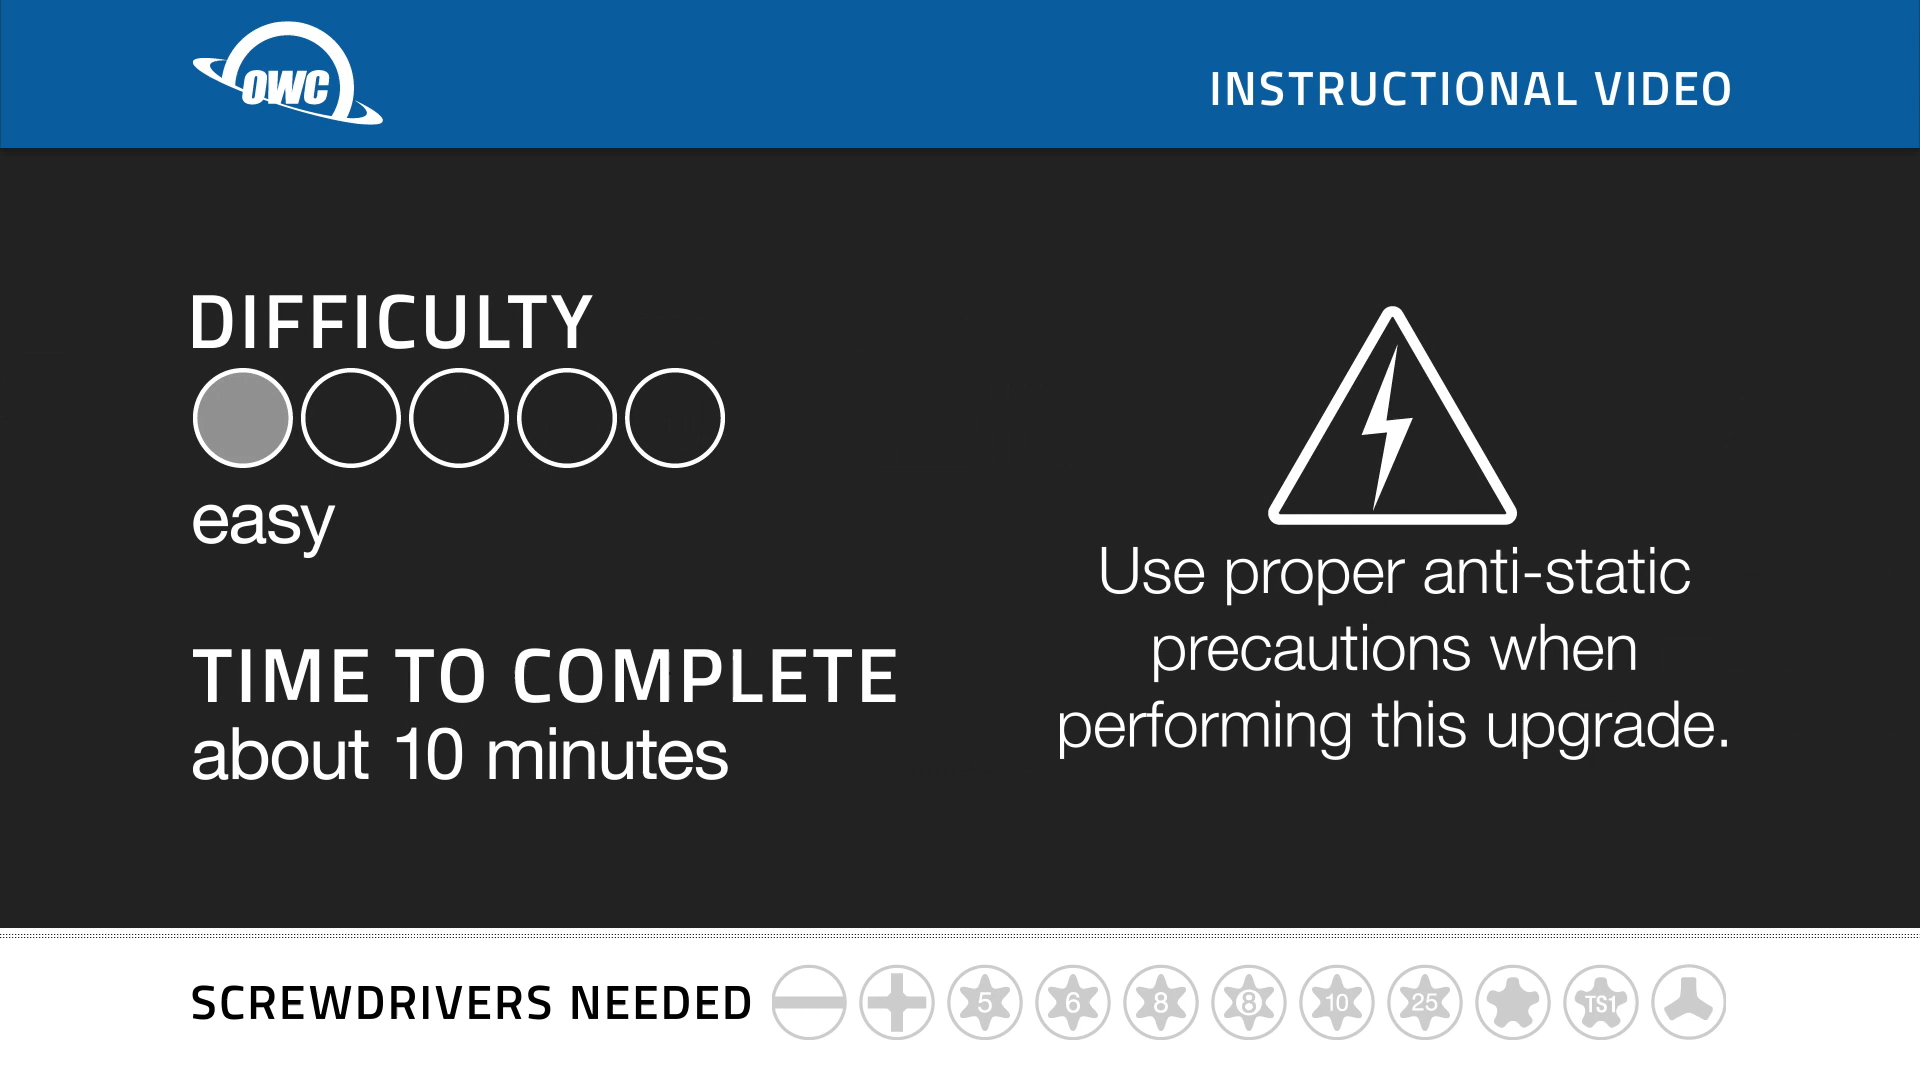 OWC
INSTRUCTIONAL VIDEO
DIFFICULTY
easy
TIME TO COMPLETE
about 10 minutes
Use proper anti-static
precautions when
performing this upgrade.
SCREWDRIVERS NEEDED
5 6 8 8 10 25 TS1